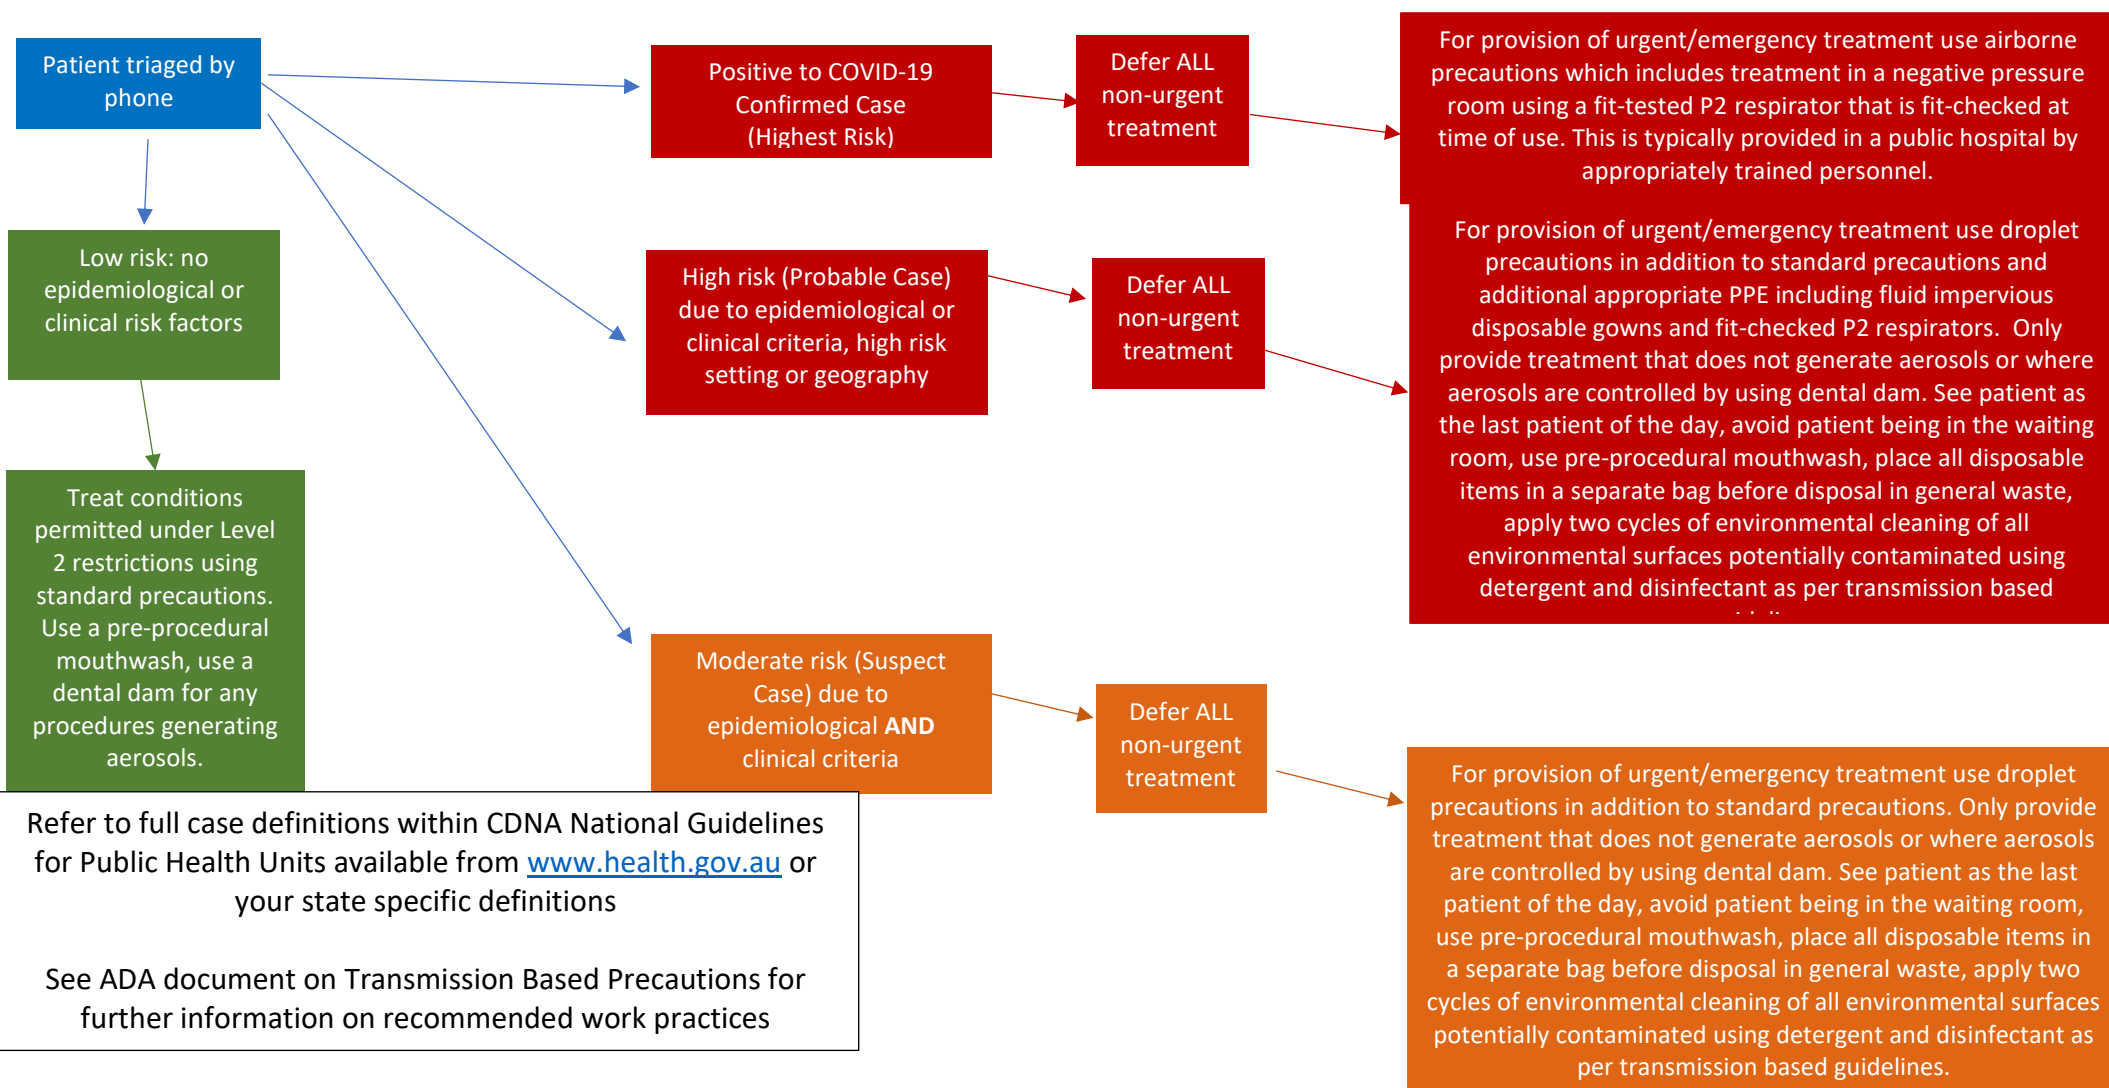 Patient triaged by
phone
Low risk: no
epidemiological or
clinical risk factors
Treat conditions
permitted under Level
2 restrictions using
standard precautions.
Use a pre-procedural
mouthwash, use a
dental dam for any
procedures generating
aerosols.
Positive to COVID-19
Confirmed Case
(Highest Risk)
Defer ALL
non-urgent
treatment
For provision of urgent/emergency treatment use airborne
precautions which includes treatment in a negative pressure
room using a fit-tested P2 respirator that is fit-checked at
time of use. This is typically provided in a public hospital by
appropriately trained personnel.
High risk (Probable Case)
due to epidemiological or
clinical criteria, high risk
setting or geography
Defer ALL
non-urgent
treatment
For provision of urgent/emergency treatment use droplet
precautions in addition to standard precautions and
additional appropriate PPE including fluid impervious
disposable gowns and fit-checked P2 respirators.  Only
provide treatment that does not generate aerosols or where
aerosols are controlled by using dental dam. See patient as
the last patient of the day, avoid patient being in the waiting
room, use pre-procedural mouthwash, place all disposable
items in a separate bag before disposal in general waste,
apply two cycles of environmental cleaning of all
environmental surfaces potentially contaminated using
detergent and disinfectant as per transmission based
Moderate risk (Suspect
Case) due to
epidemiological AND
clinical criteria
Defer ALL
non-urgent
treatment
For provision of urgent/emergency treatment use droplet
precautions in addition to standard precautions. Only provide
treatment that does not generate aerosols or where aerosols
are controlled by using dental dam. See patient as the last
patient of the day, avoid patient being in the waiting room,
use pre-procedural mouthwash, place all disposable items in
a separate bag before disposal in general waste, apply two
cycles of environmental cleaning of all environmental surfaces
potentially contaminated using detergent and disinfectant as
per transmission based guidelines.
Refer to full case definitions within CDNA National Guidelines
for Public Health Units available from www.health.gov.au or
your state specific definitions
See ADA document on Transmission Based Precautions for
further information on recommended work practices